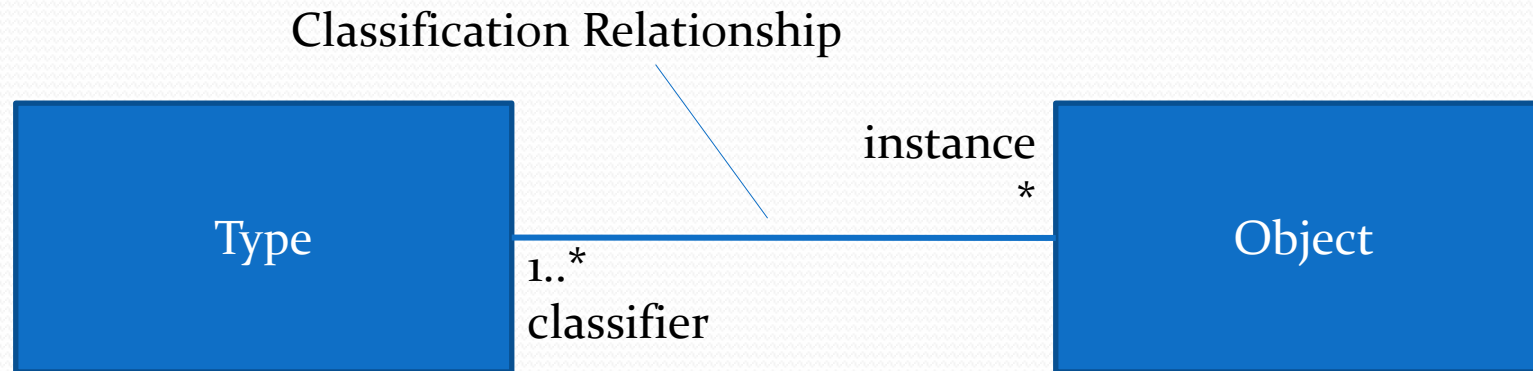 Classification Relationship
instance
*
Type
Object
1..*
classifier